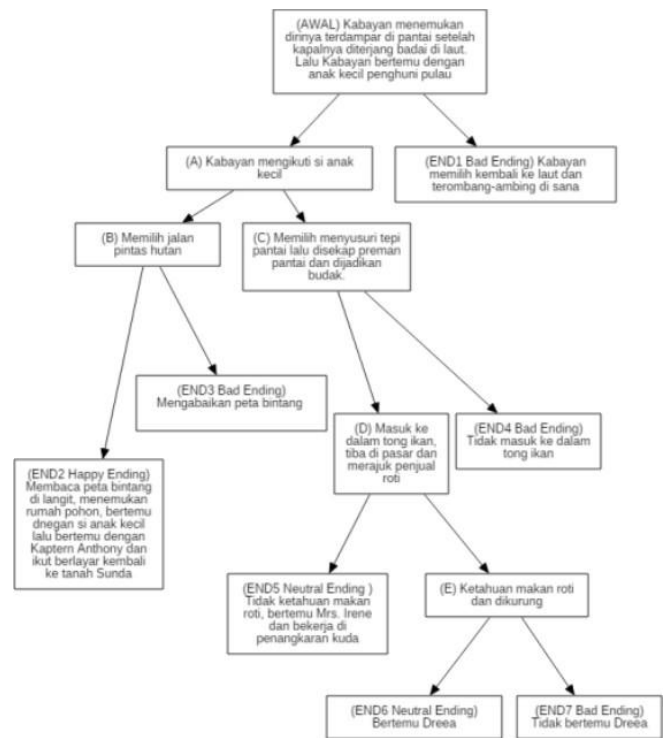 (AWAL) Kabayan menemukan
dirinya terdampar di pantai setelah
kapalnya diterjang badai di laut.
Lalu Kabayan bertemu dengan
anak kecil penghuni pulau
(A) Kabayan mengikuti si anak
kecil
(END1 Bad Ending) Kabayan
memilih kembali ke laut dan
terombang-ambing di sana
(B) Memilih jalan
pintas hutan
(C) Memilih menyusuri tepi
pantai lalu disekap preman
pantai dan dijadikan
budak.
(END3 Bad Ending)
Mengabaikan peta bintang
(D) Masuk ke
dalam tong ikan,
tiba di pasar dan
merajuk penjual
roti
(END4 Bad Ending)
Tidak masuk ke dalam
tong ikan
(END2 Happy Ending)
Membaca peta bintang
di langit, menemukan
rumah pohon, bertemu
dnegan si anak kecil
lalu bertemu dengan
Kaptern Anthony dan
ikut berlayar kembali
ke tanah Sunda
(END5 Neutral Ending )
Tidak ketahuan makan
roti, bertemu Mrs. Irene
dan bekerja di
penangkaran kuda
(E) Ketahuan makan roti
dan dikurung
(END6 Neutral Ending)
Bertemu Dreea
(END7 Bad Ending)
Tidak bertemu Dreea